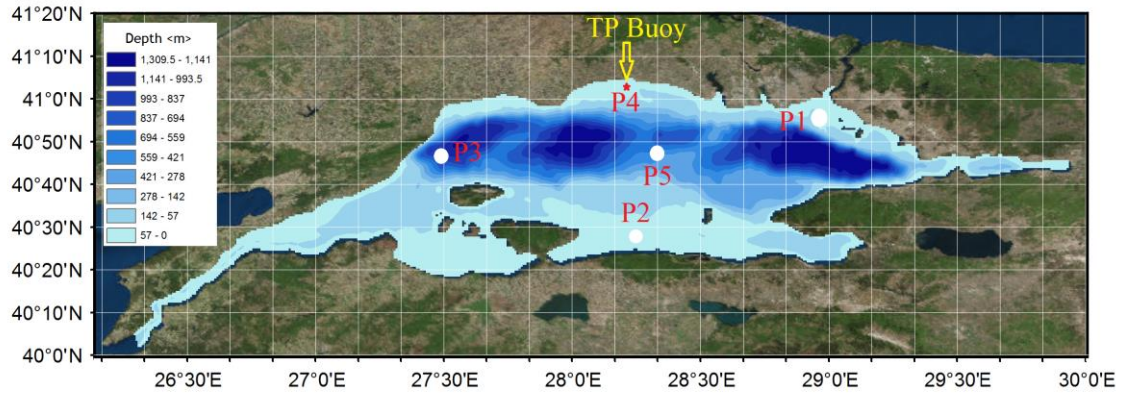 41°20'N
41°10'N
41°0'N
40°50'N
40°40'N
40°30'N
40°20'N
40°10'N
40°0'N
Depth <m>
1,309.5 - 1,141
1,141 - 993.5
993 - 837
837 - 694
694 - 559
559 - 421
421 - 278
278 - 142
142 - 57
57 - 0
TP Buoy
P4
P1
P3
P5
P2
26°30'E
27°0'E
27°30'E
28°0'E
28°30'E
29°0'E
29°30'E
30°0'E